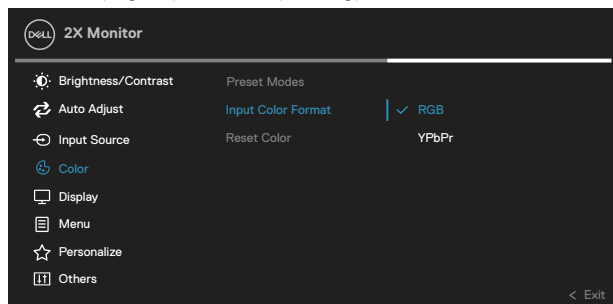 DELL 2X Monitor
Brightness/Contrast Preset Modes
Auto Adjust Input Color Format RGB
Input Source Reset Color YPbPr
Color
Display
Menu
Personalize
Others
< Exit